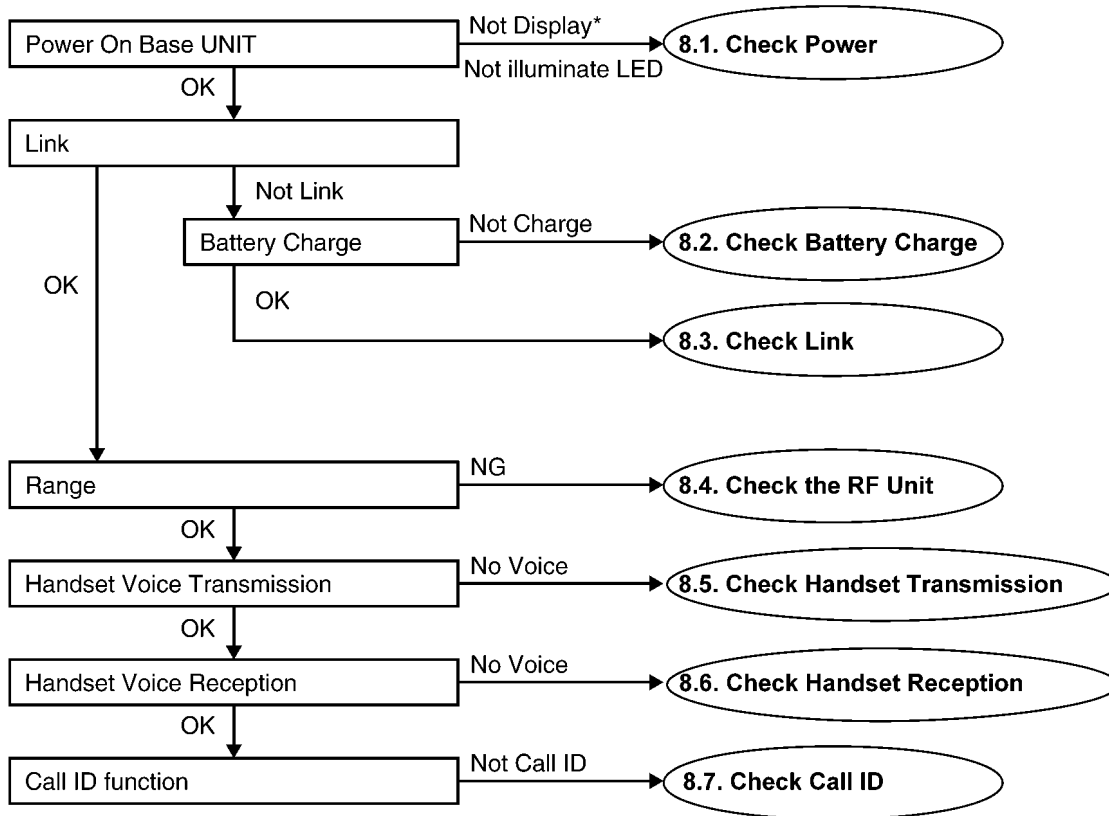 Power On Base UNIT
Not Display*
Not illuminate LED
8.1. Check Power
OK
Link
Not Link
Battery Charge
Not Charge
8.2. Check Battery Charge
OK
OK
8.3. Check Link
Range
NG
8.4. Check the RF Unit
OK
Handset Voice Transmission
No Voice
8.5. Check Handset Transmission
OK
Handset Voice Reception
No Voice
8.6. Check Handset Reception
OK
Call ID function
Not Call ID
8.7. Check Call ID